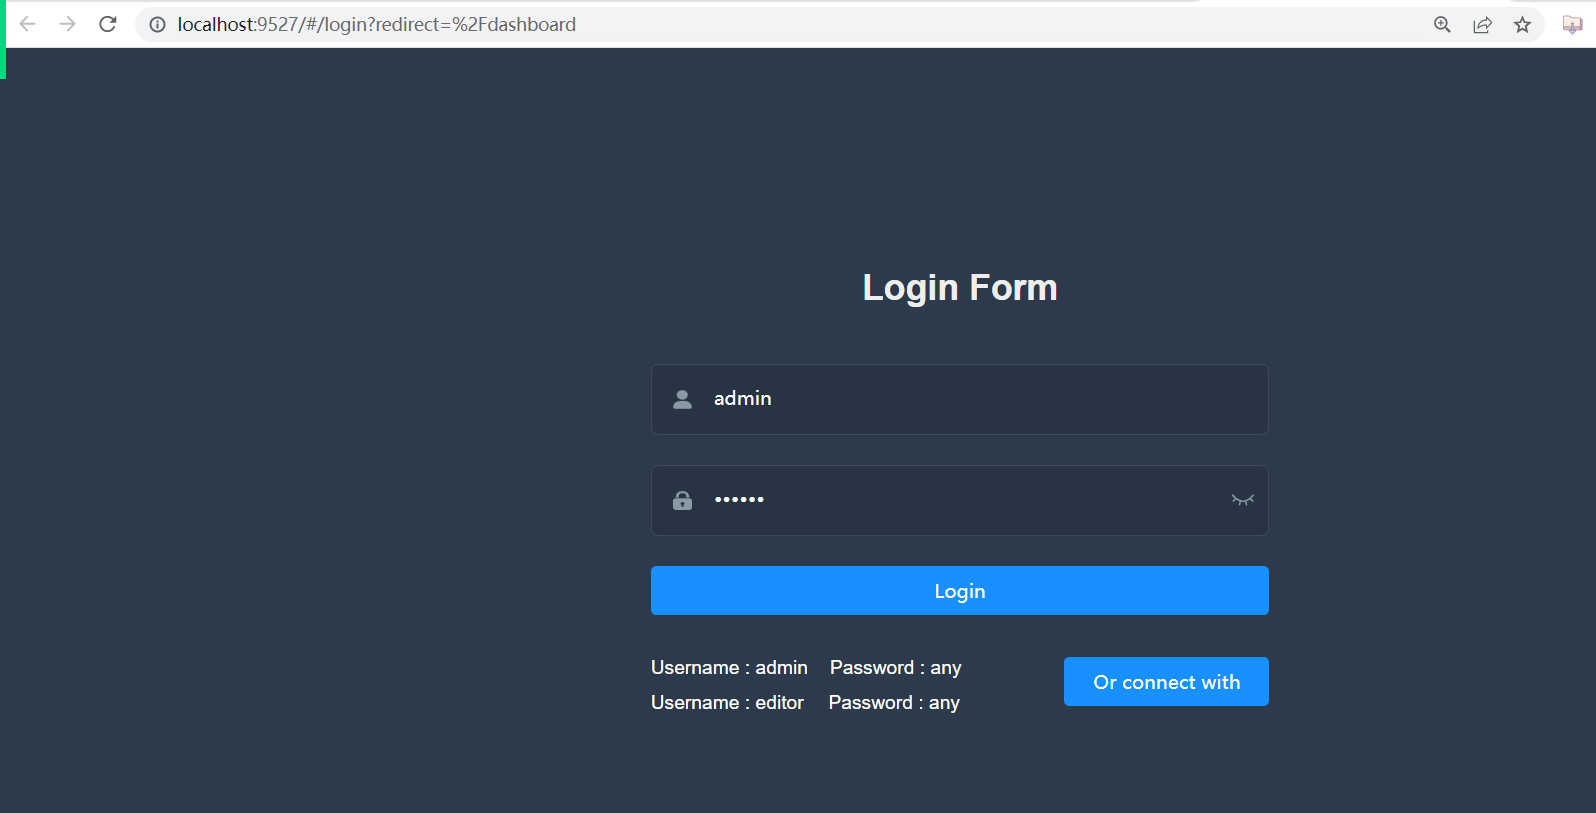 localhost:9527/#/login?redirect=%2Fdashboard
Login Form
admin
••••••
Login
Username : admin Password : any
Username : editor Password : any
Or connect with